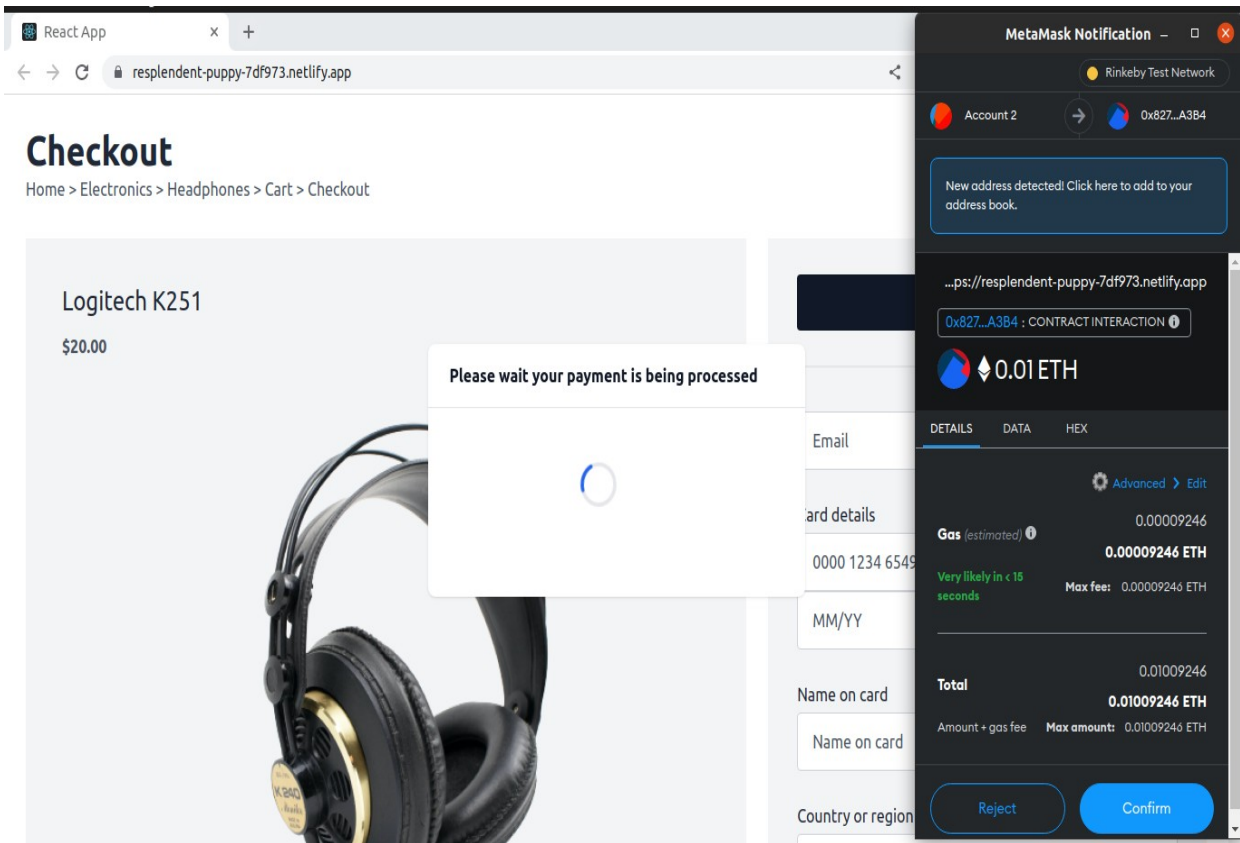 React App
resplendent-puppy-7df973.netlify.app
Checkout
Home > Electronics > Headphones > Cart > Checkout
Logitech K251
$20.00
Please wait your payment is being processed
Email
ard details
0000 1234 6549
MM/YY
Name on card
Name on card
Country or region
K 240
MetaMask Notification
Rinkeby Test Network
Account 2
0x827...A3B4
New address detected! Click here to add to your
address book.
...ps://resplendent-puppy-7df973.netlify.app
0x827...A3B4 : CONTRACT INTERACTION
0.01 ETH
DETAILS DATA HEX
Advanced > Edit
Gas (estimated) 0.00009246
0.00009246 ETH
Very likely in < 15
seconds
Max fee: 0.00009246 ETH
Total 0.01009246
0.01009246 ETH
Amount + gas fee Max amount: 0.01009246 ETH
Reject Confirm